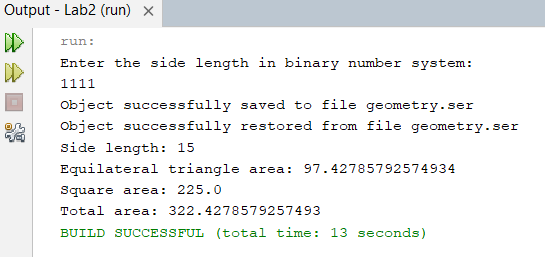 Output - Lab2 (run)
run:
Enter the side length in binary number system:
1111
Object successfully saved to file geometry.ser
Object successfully restored from file geometry.ser
Side length: 15
Equilateral triangle area: 97.42785792574934
Square area: 225.0
Total area: 322.4278579257493
BUILD SUCCESSFUL (total time: 13 seconds)